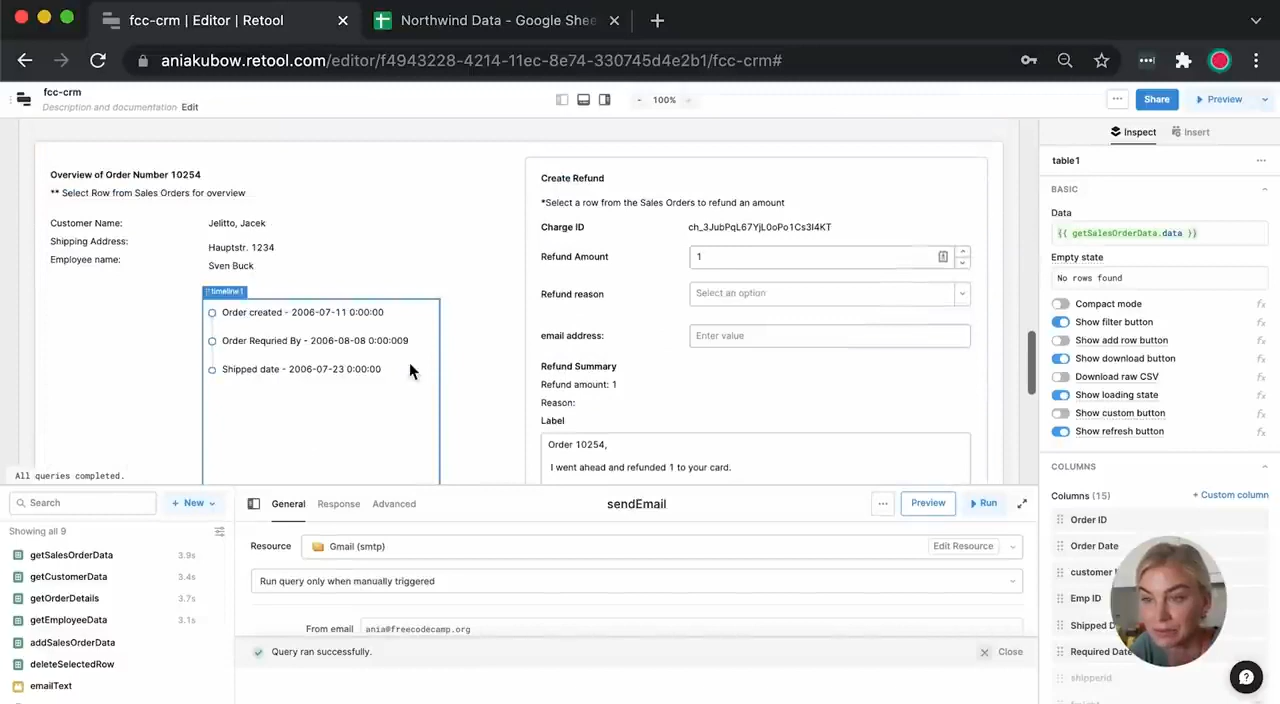 fcc-crm | Editor | Retool
Northwind Data - Google Shee
aniakubow.retool.com/editor/f4943228-4214-11ec-8e74-330745d4e2b1/fcc-crm#
fcc-crm
Description and documentation Edit
- 100% +
Share
Preview
Overview of Order Number 10254
** Select Row from Sales Orders for overview
Customer Name: Jelitto, Jacek
Shipping Address: Hauptstr. 1234
Employee name: Sven Buck
timeline1
Order created - 2006-07-11 0:00:00
Order Requried By - 2006-08-08 0:00:009
Shipped date - 2006-07-23 0:00:00
Create Refund
*Select a row from the Sales Orders to refund an amount
Charge ID ch_3JubPqL67YjL0oPo1Cs3I4KT
Refund Amount 1
Refund reason Select an option
email address: Enter value
Refund Summary
Refund amount: 1
Reason:
Label
Order 10254,
I went ahead and refunded 1 to your card.
All queries completed.
Inspect Insert
table1
BASIC
Data
{{ getSalesOrderData.data }}
Empty state
No rows found
Compact mode fx
Show filter button fx
Show add row button fx
Show download button fx
Download raw CSV fx
Show loading state fx
Show custom button fx
Show refresh button fx
COLUMNS
Columns (15) + Custom column
Order ID
Order Date
customer
Emp ID
Shipped D
Required Date
shipperid
Search
+ New
Showing all 9
getSalesOrderData 3.9s
getCustomerData 3.4s
getOrderDetails 3.7s
getEmployeeData 3.1s
addSalesOrderData
deleteSelectedRow
emailText
General Response Advanced
sendEmail
Preview
Run
Resource Gmail (smtp) Edit Resource
Run query only when manually triggered
From email ania@freecodecamp.org
Query ran successfully.
Close